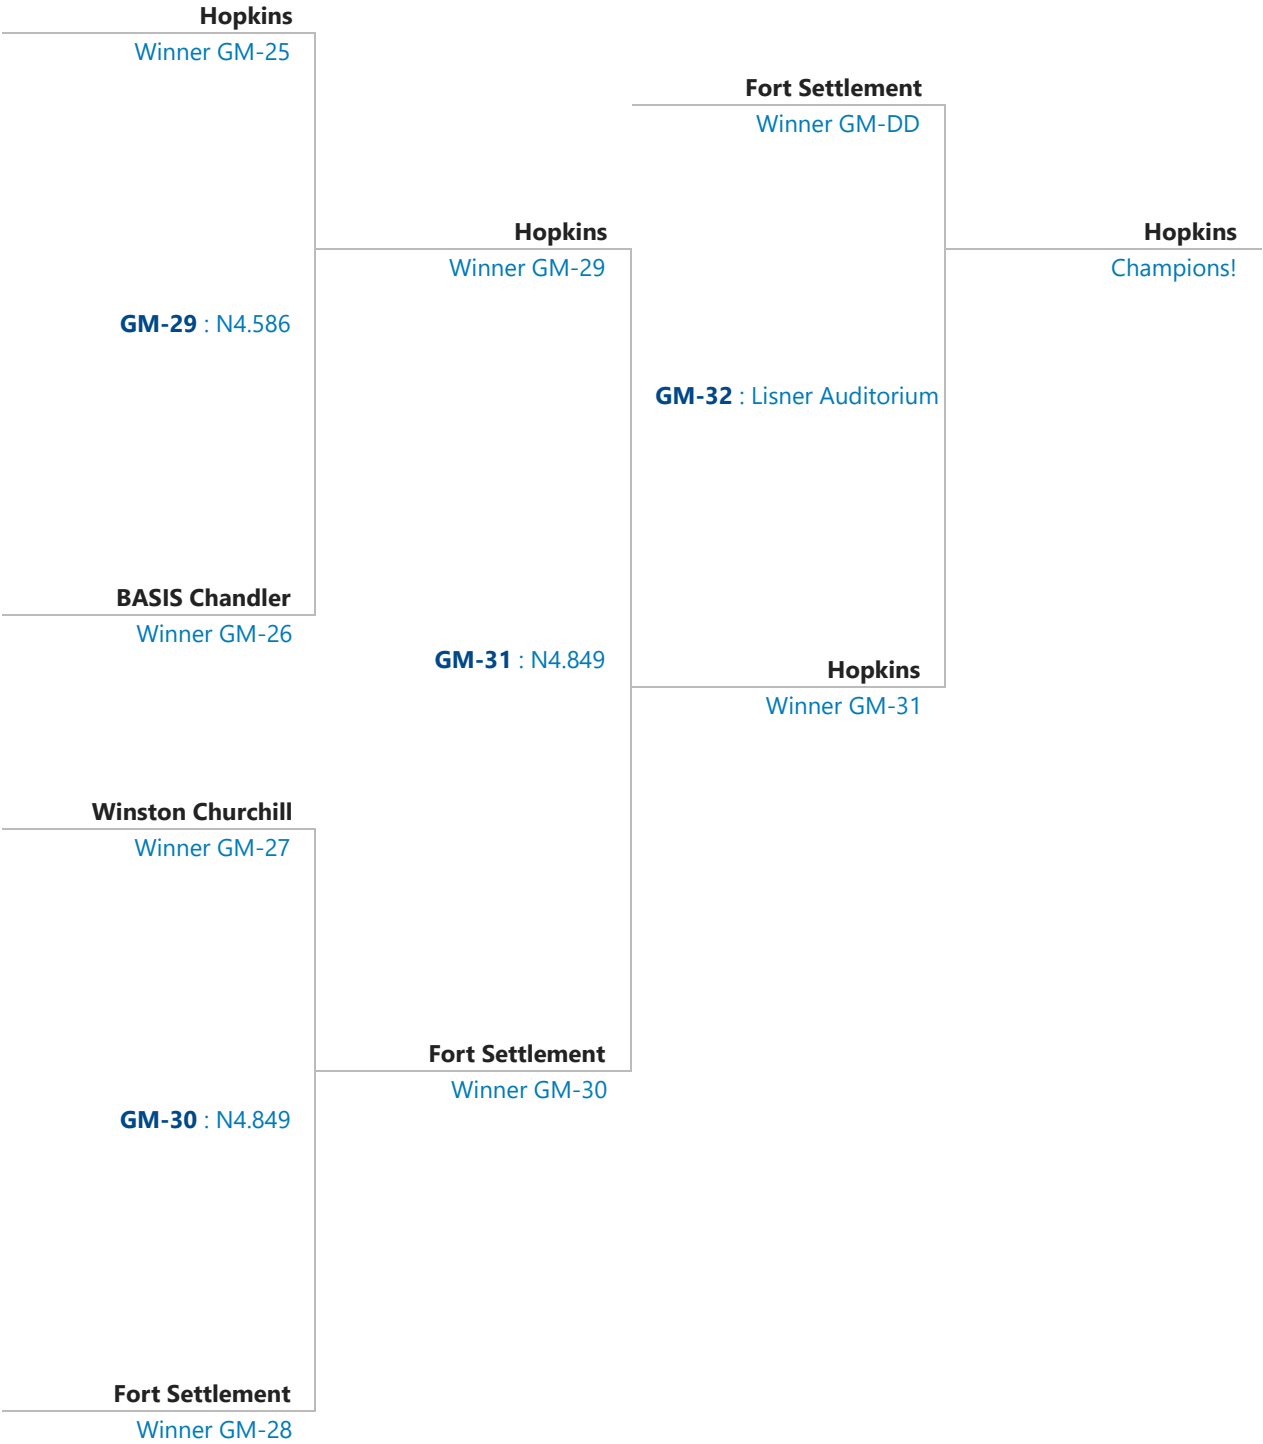 Hopkins
Winner GM-25
Fort Settlement
Winner GM-DD
Hopkins
Winner GM-29
Hopkins
Champions!
GM-29 : N4.586
GM-32 : Lisner Auditorium
BASIS Chandler
Winner GM-26
GM-31 : N4.849
Hopkins
Winner GM-31
Winston Churchill
Winner GM-27
Fort Settlement
Winner GM-30
GM-30 : N4.849
Fort Settlement
Winner GM-28